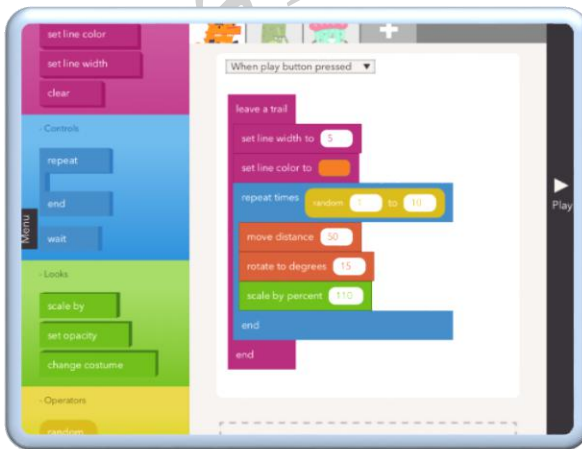 set line color
set line width
clear
- Controls
repeat
end
wait
- Looks
scale by
set opacity
change costume
- Operators
random
Menu
When play button pressed ▼
leave a trail
set line width to 5
set line color to
repeat times random 1 to 10
move distance 50
rotate to degrees 15
scale by percent 110
end
end
Play